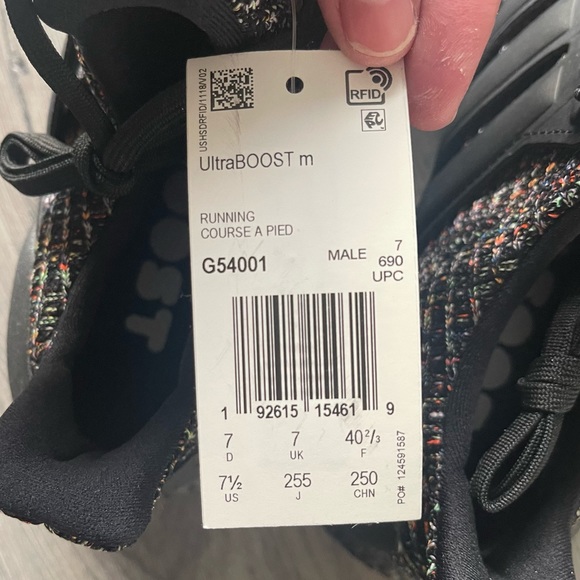 USHSDRFID/1118/V02
RFID
UltraBOOST m
RUNNING
COURSE A PIED
G54001
MALE
7
690
UPC
1 92615 15461 9
7 7 40 2/3
D UK F
7½ 255 250
US J CHN
PO# 124591587
OOST